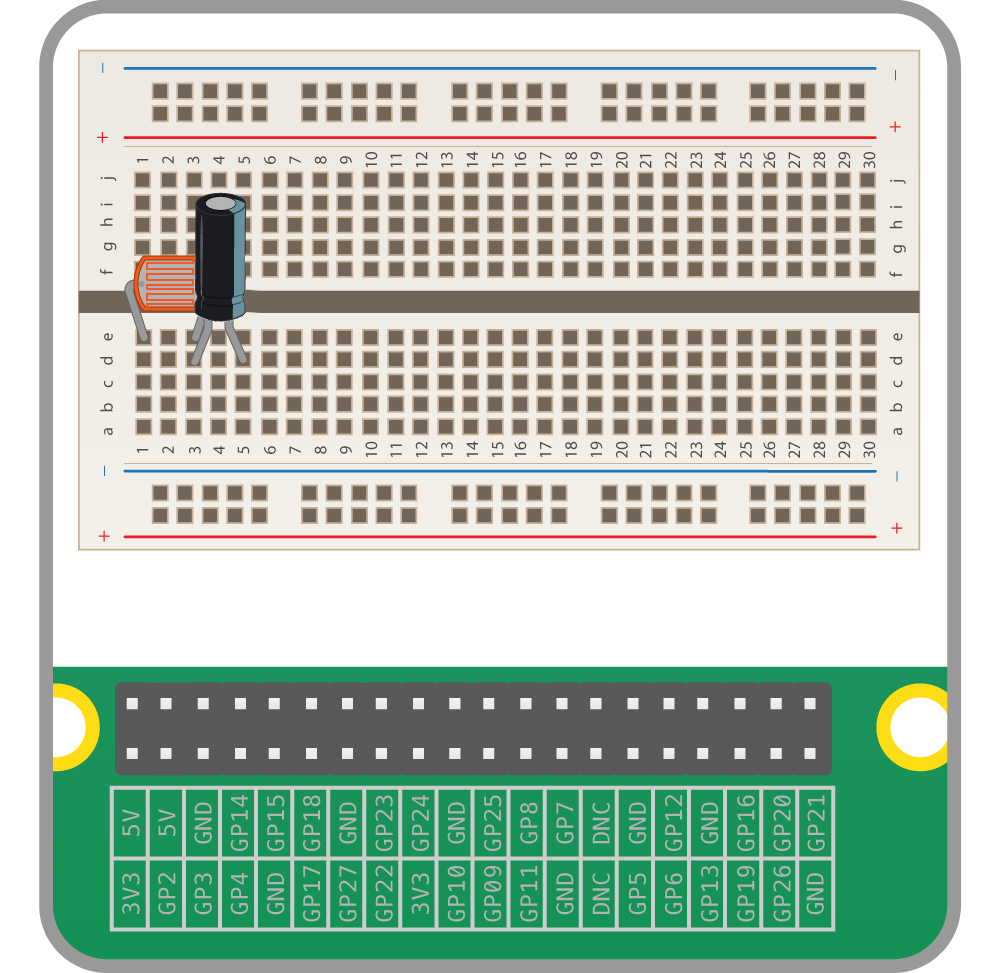 − −
+ +
1 2 3 4 5 6 7 8 9 10 11 12 13 14 15 16 17 18 19 20 21 22 23 24 25 26 27 28 29 30
j j
i i
h h
g g
f f
e e
d d
c c
b b
a a
1 2 3 4 5 6 7 8 9 10 11 12 13 14 15 16 17 18 19 20 21 22 23 24 25 26 27 28 29 30
− −
+ +
5V 5V GND GP14 GP15 GP18 GND GP23 GP24 GND GP25 GP8 GP7 DNC GND GP12 GND GP16 GP20 GP21
3V3 GP2 GP3 GP4 GND GP17 GP27 GP22 3V3 GP10 GP09 GP11 GND DNC GP5 GP6 GP13 GP19 GP26 GND